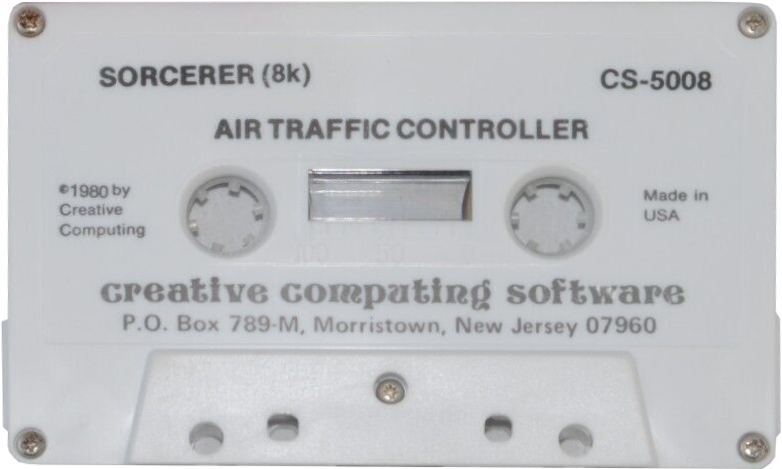 SORCERER (8k)
CS-5008
AIR TRAFFIC CONTROLLER
©1980 by
Creative
Computing
Made in
USA
creative computing software
P.O. Box 789-M, Morristown, New Jersey 07960